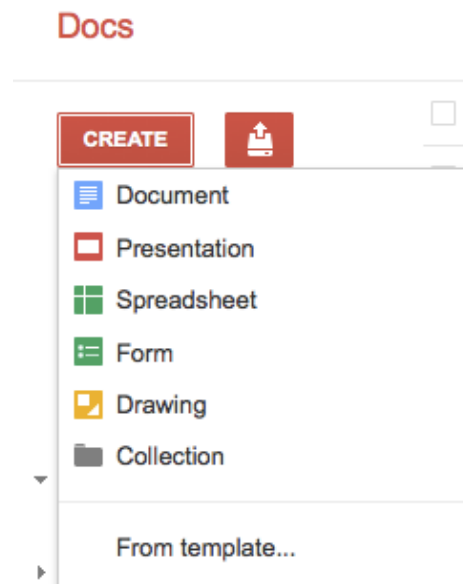 Docs
CREATE
Document
Presentation
Spreadsheet
Form
Drawing
Collection
From template...